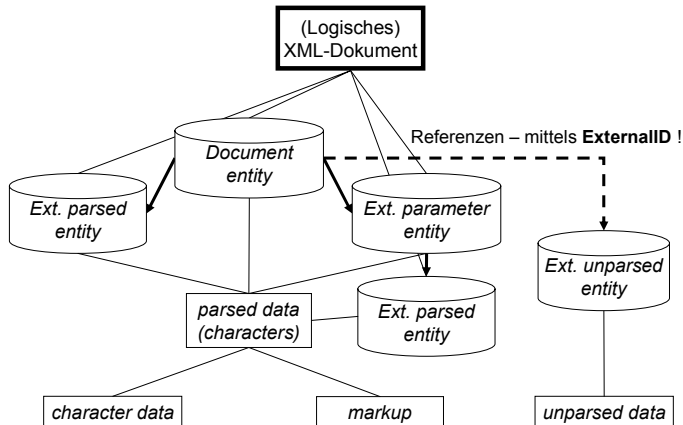 (Logisches)
XML-Dokument
Referenzen – mittels ExternalID !
Document
entity
Ext. parsed
entity
Ext. parameter
entity
Ext. unparsed
entity
parsed data
(characters)
Ext. parsed
entity
character data
markup
unparsed data